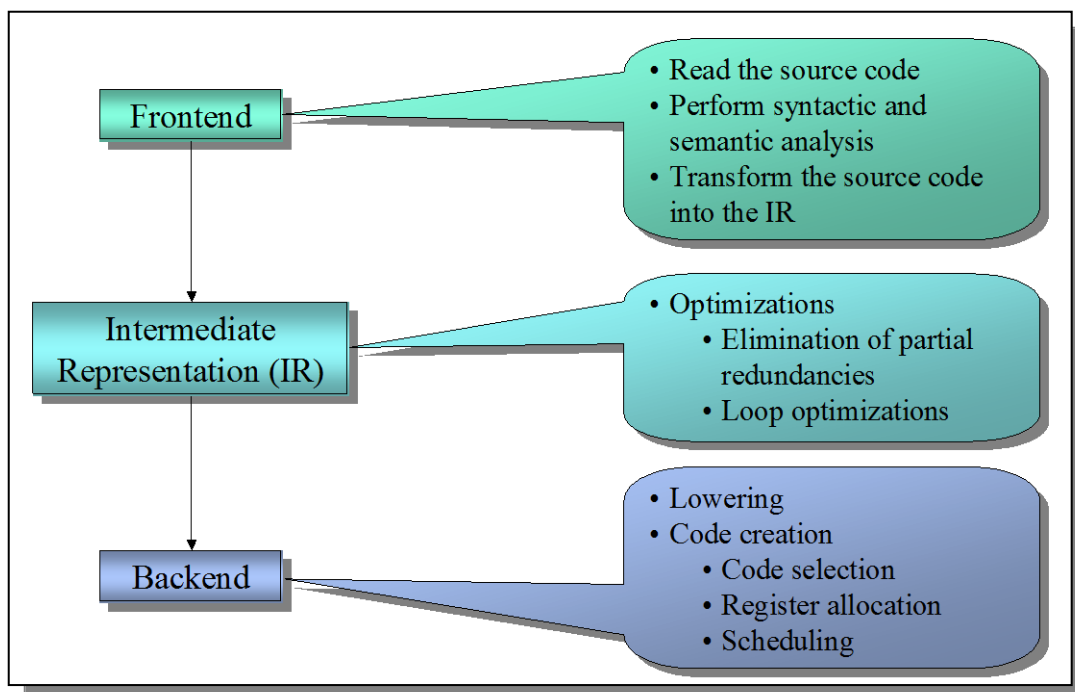 Frontend
• Read the source code
• Perform syntactic and
semantic analysis
• Transform the source code
into the IR
Intermediate
Representation (IR)
• Optimizations
• Elimination of partial
redundancies
• Loop optimizations
Backend
• Lowering
• Code creation
• Code selection
• Register allocation
• Scheduling